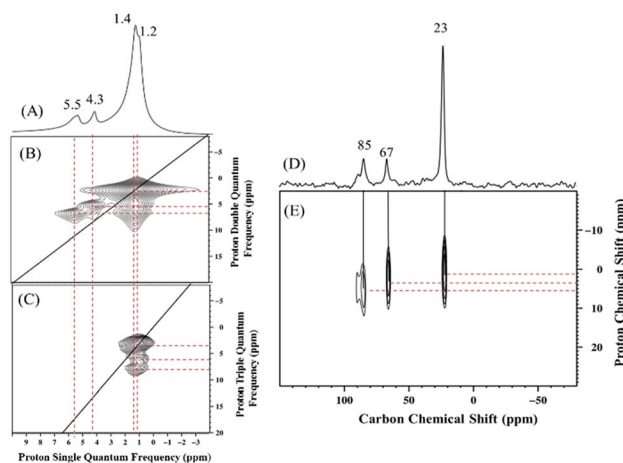 1.4
1.2
5.5
4.3
(A)
(B)
-5
0
5
10
15
Proton Double Quantum
Frequency (ppm)
(C)
-5
0
5
10
15
20
Proton Triple Quantum
Frequency (ppm)
9 8 7 6 5 4 3 2 1 0 -1 -2 -3
Proton Single Quantum Frequency (ppm)
23
85
67
(D)
(E)
-10
0
10
20
Proton Chemical Shift (ppm)
100 50 0 -50
Carbon Chemical Shift (ppm)